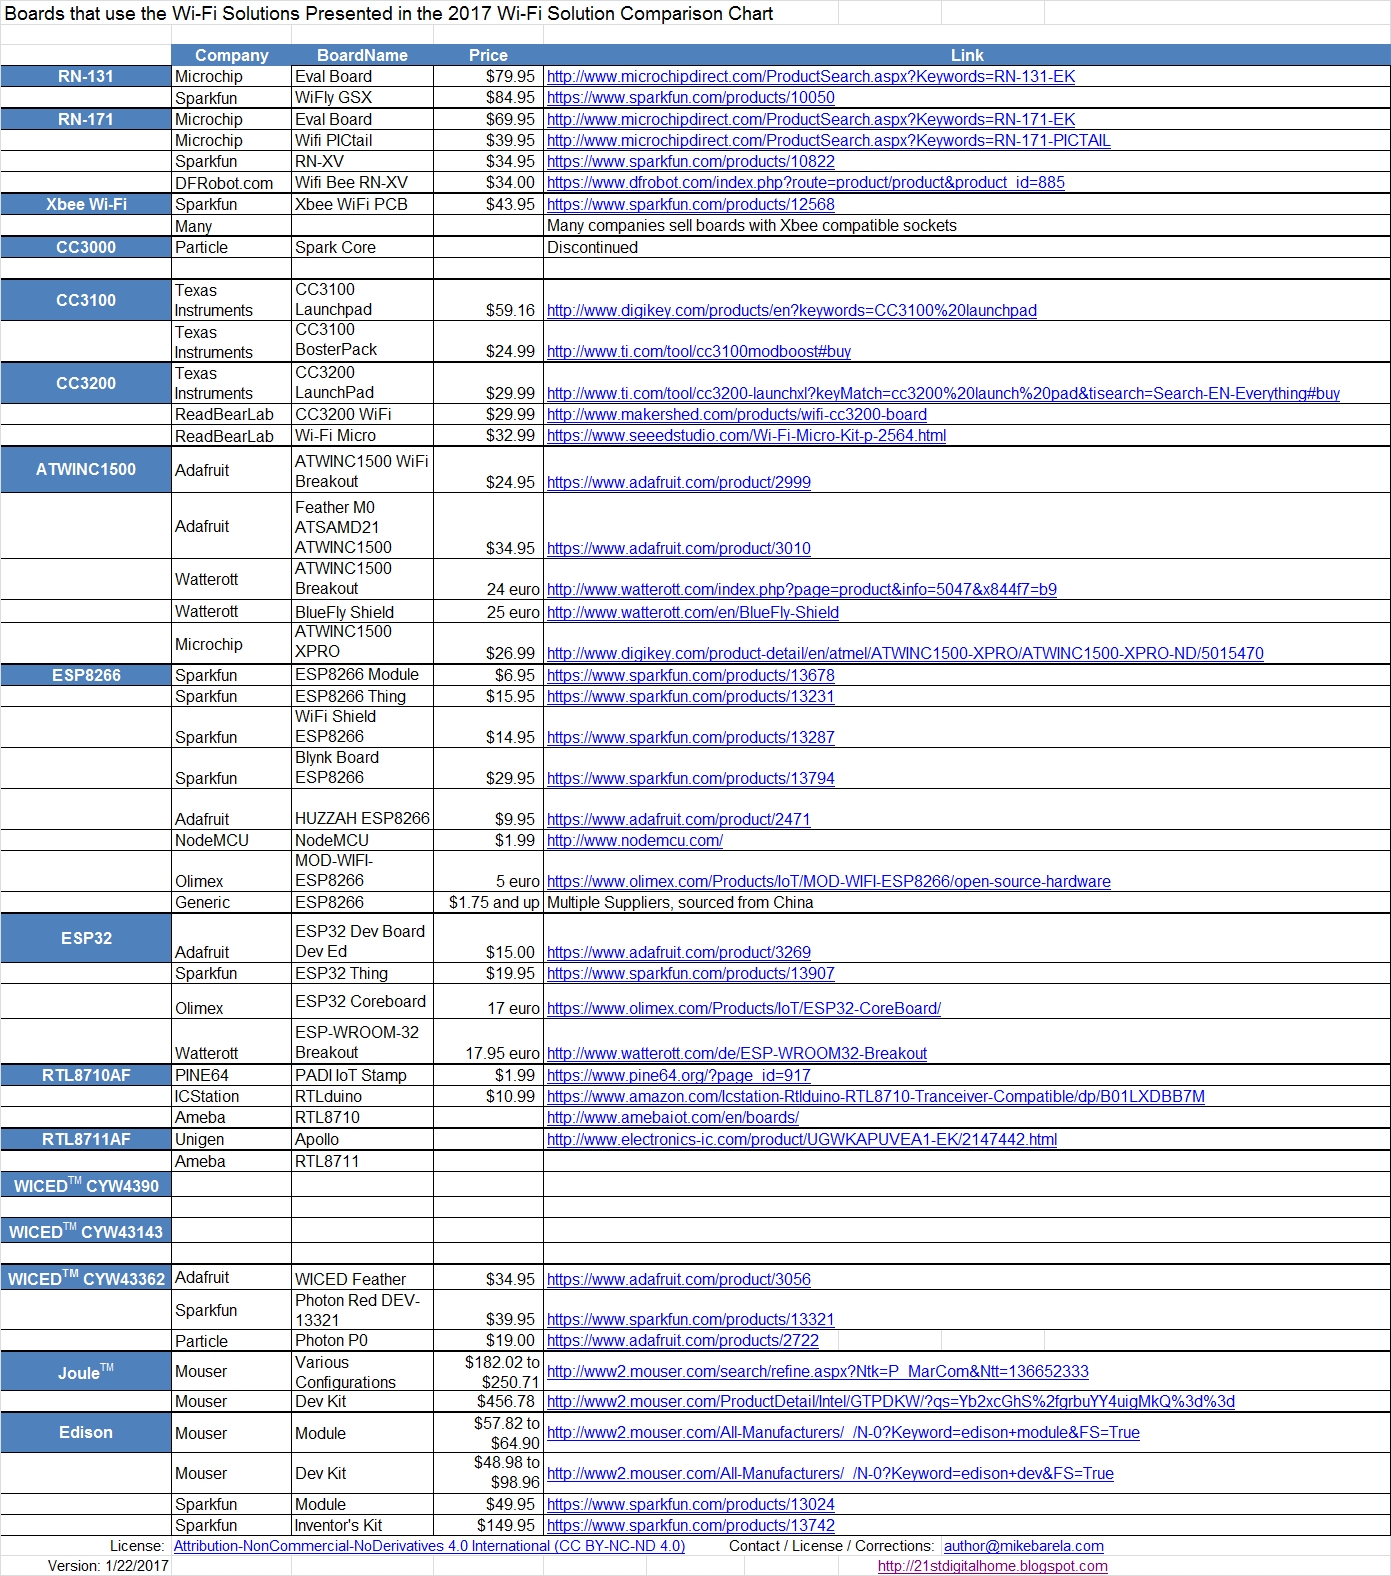 Boards that use the Wi-Fi Solutions Presented in the 2017 Wi-Fi Solution Comparison Chart
Company BoardName Price Link
RN-131 Microchip Eval Board $79.95 http://www.microchipdirect.com/ProductSearch.aspx?Keywords=RN-131-EK
Sparkfun WiFly GSX $84.95 https://www.sparkfun.com/products/10050
RN-171 Microchip Eval Board $69.95 http://www.microchipdirect.com/ProductSearch.aspx?Keywords=RN-171-EK
Microchip Wifi PICtail $39.95 http://www.microchipdirect.com/ProductSearch.aspx?Keywords=RN-171-PICTAIL
Sparkfun RN-XV $34.95 https://www.sparkfun.com/products/10822
DFRobot.com Wifi Bee RN-XV $34.00 https://www.dfrobot.com/index.php?route=product/product&product_id=885
Xbee Wi-Fi Sparkfun Xbee WiFi PCB $43.95 https://www.sparkfun.com/products/12568
Many Many companies sell boards with Xbee compatible sockets
CC3000 Particle Spark Core Discontinued
CC3100 Texas Instruments CC3100 Launchpad $59.16 http://www.digikey.com/products/en?keywords=CC3100%20launchpad
Texas Instruments CC3100 BosterPack $24.99 http://www.ti.com/tool/cc3100modboost#buy
CC3200 Texas Instruments CC3200 LaunchPad $29.99 http://www.ti.com/tool/cc3200-launchxl?keyMatch=cc3200%20launch%20pad&tisearch=Search-EN-Everything#buy
ReadBearLab CC3200 WiFi $29.99 http://www.makershed.com/products/wifi-cc3200-board
ReadBearLab Wi-Fi Micro $32.99 https://www.seeedstudio.com/Wi-Fi-Micro-Kit-p-2564.html
ATWINC1500 Adafruit ATWINC1500 WiFi Breakout $24.95 https://www.adafruit.com/product/2999
Adafruit Feather M0 ATSAMD21 ATWINC1500 $34.95 https://www.adafruit.com/product/3010
Watterott ATWINC1500 Breakout 24 euro http://www.watterott.com/index.php?page=product&info=5047&x844f7=b9
Watterott BlueFly Shield 25 euro http://www.watterott.com/en/BlueFly-Shield
Microchip ATWINC1500 XPRO $26.99 http://www.digikey.com/product-detail/en/atmel/ATWINC1500-XPRO/ATWINC1500-XPRO-ND/5015470
ESP8266 Sparkfun ESP8266 Module $6.95 https://www.sparkfun.com/products/13678
Sparkfun ESP8266 Thing $15.95 https://www.sparkfun.com/products/13231
Sparkfun WiFi Shield ESP8266 $14.95 https://www.sparkfun.com/products/13287
Sparkfun Blynk Board ESP8266 $29.95 https://www.sparkfun.com/products/13794
Adafruit HUZZAH ESP8266 $9.95 https://www.adafruit.com/product/2471
NodeMCU NodeMCU $1.99 http://www.nodemcu.com/
Olimex MOD-WIFI-ESP8266 5 euro https://www.olimex.com/Products/IoT/MOD-WIFI-ESP8266/open-source-hardware
Generic ESP8266 $1.75 and up Multiple Suppliers, sourced from China
ESP32 Adafruit ESP32 Dev Board Dev Ed $15.00 https://www.adafruit.com/product/3269
Sparkfun ESP32 Thing $19.95 https://www.sparkfun.com/products/13907
Olimex ESP32 Coreboard 17 euro https://www.olimex.com/Products/IoT/ESP32-CoreBoard/
Watterott ESP-WROOM-32 Breakout 17.95 euro http://www.watterott.com/de/ESP-WROOM32-Breakout
RTL8710AF PINE64 PADI IoT Stamp $1.99 https://www.pine64.org/?page_id=917
ICStation RTLduino $10.99 https://www.amazon.com/Icstation-Rtlduino-RTL8710-Tranceiver-Compatible/dp/B01LXDBB7M
Ameba RTL8710 http://www.amebaiot.com/en/boards/
RTL8711AF Unigen Apollo http://www.electronics-ic.com/product/UGWKAPUVEA1-EK/2147442.html
Ameba RTL8711
WICED™ CYW4390
WICED™ CYW43143
WICED™ CYW43362 Adafruit WICED Feather $34.95 https://www.adafruit.com/product/3056
Sparkfun Photon Red DEV-13321 $39.95 https://www.sparkfun.com/products/13321
Particle Photon P0 $19.00 https://www.adafruit.com/products/2722
Joule™ Mouser Various Configurations $182.02 to $250.71 http://www2.mouser.com/search/refine.aspx?Ntk=P_MarCom&Ntt=136652333
Mouser Dev Kit $456.78 http://www2.mouser.com/ProductDetail/Intel/GTPDKW/?qs=Yb2xcGhS%2fgrbuYY4uigMkQ%3d%3d
Edison Mouser Module $57.82 to $64.90 http://www2.mouser.com/All-Manufacturers/_/N-0?Keyword=edison+module&FS=True
Mouser Dev Kit $48.98 to $98.96 http://www2.mouser.com/All-Manufacturers/_/N-0?Keyword=edison+dev&FS=True
Sparkfun Module $49.95 https://www.sparkfun.com/products/13024
Sparkfun Inventor's Kit $149.95 https://www.sparkfun.com/products/13742
License: Attribution-NonCommercial-NoDerivatives 4.0 International (CC BY-NC-ND 4.0) Contact / License / Corrections: author@mikebarela.com
Version: 1/22/2017 http://21stdigitalhome.blogspot.com